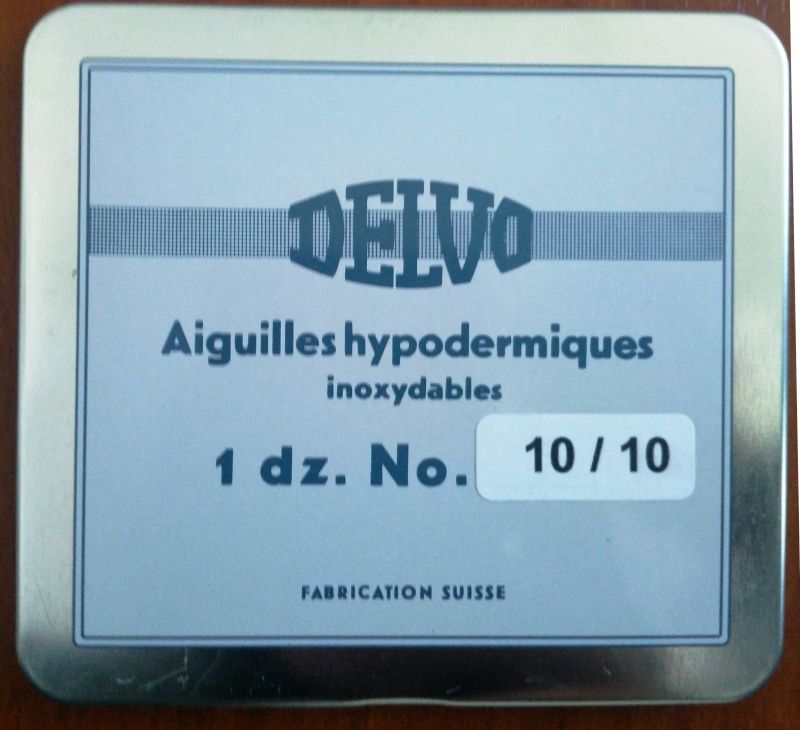 DELVO
Aiguilles hypodermiques
inoxydables
1 dz. No. 10 / 10
FABRICATION SUISSE